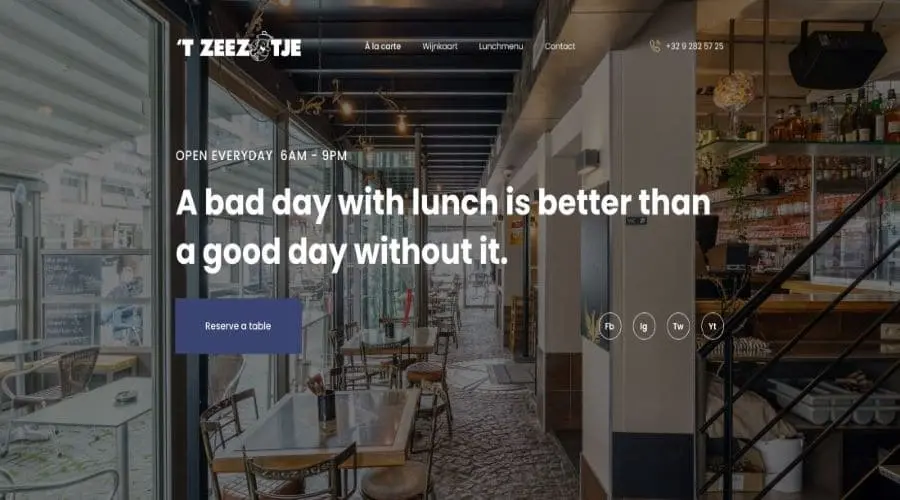 'T ZEEZOTJE
À la carte Wijnkaart Lunchmenu Contact +32 9 282 57 25
OPEN EVERYDAY 6AM - 9PM
A bad day with lunch is better than
a good day without it.
Reserve a table
Fb Ig Tw Yt